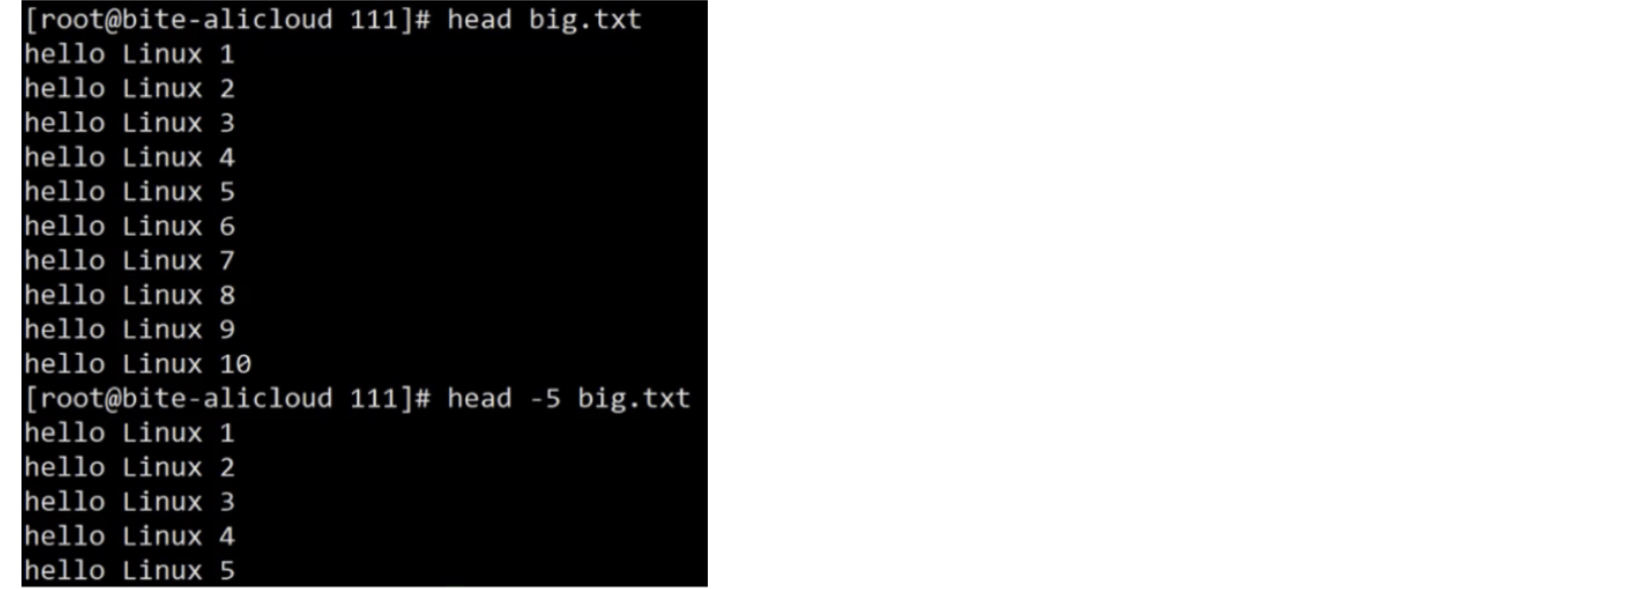 [root@bite-alicloud 111]# head big.txt
hello Linux 1
hello Linux 2
hello Linux 3
hello Linux 4
hello Linux 5
hello Linux 6
hello Linux 7
hello Linux 8
hello Linux 9
hello Linux 10
[root@bite-alicloud 111]# head -5 big.txt
hello Linux 1
hello Linux 2
hello Linux 3
hello Linux 4
hello Linux 5